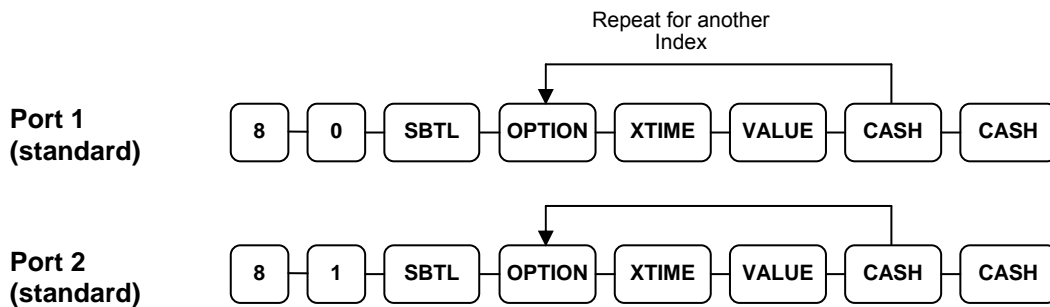 Repeat for another
Index
Port 1
(standard)
8 0 SBTL OPTION XTIME VALUE CASH CASH
Port 2
(standard)
8 1 SBTL OPTION XTIME VALUE CASH CASH